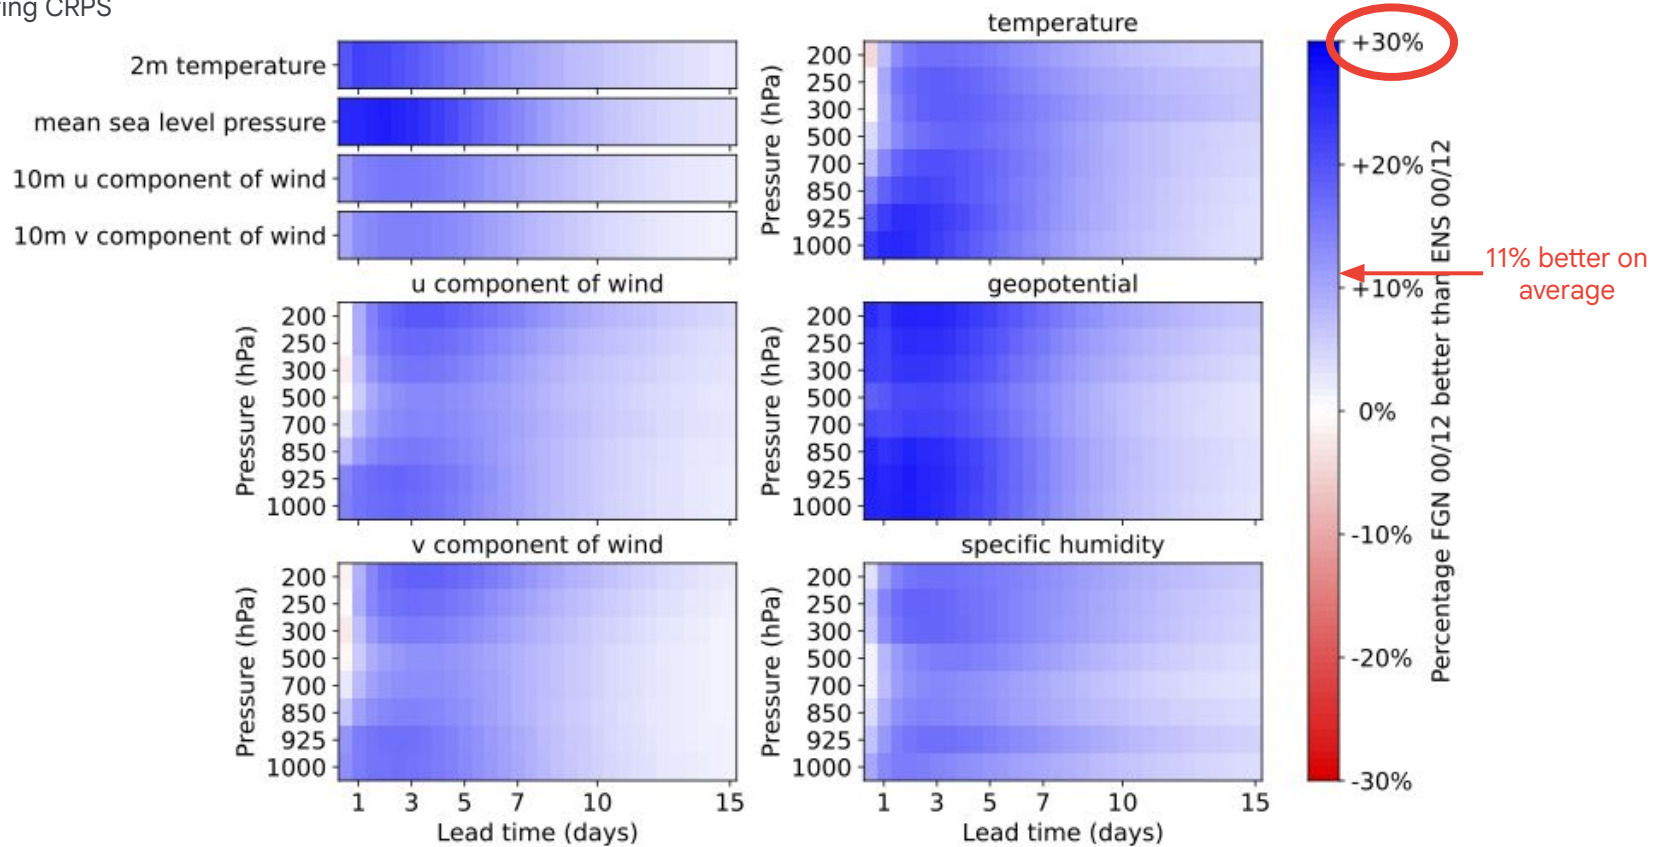 CRPS
2m temperature
mean sea level pressure
10m u component of wind
10m v component of wind
temperature
Pressure (hPa)
200
250
300
500
700
850
925
1000
u component of wind
Pressure (hPa)
200
250
300
500
700
850
925
1000
geopotential
Pressure (hPa)
200
250
300
500
700
850
925
1000
v component of wind
Pressure (hPa)
200
250
300
500
700
850
925
1000
1 3 5 7 10 15
Lead time (days)
specific humidity
Pressure (hPa)
200
250
300
500
700
850
925
1000
1 3 5 7 10 15
Lead time (days)
+30%
+20%
+10%
0%
-10%
-20%
-30%
Percentage FGN 00/12 better than ENS 00/12
11% better on
average